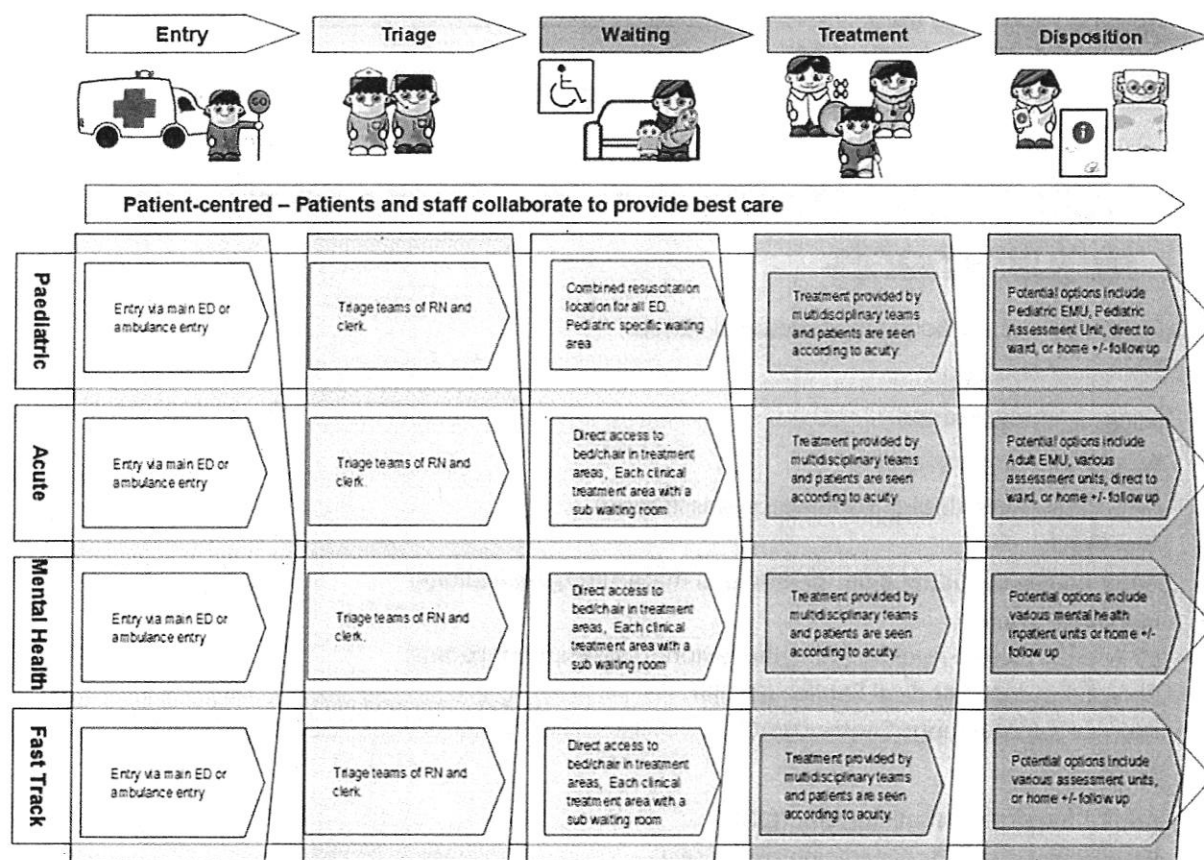 Entry
Triage
Waiting
Treatment
Disposition
GO
Patient-centred – Patients and staff collaborate to provide best care
Paediatric
Entry via main ED or
ambulance entry
Triage teams of RN and
clerk.
Combined resuscitation
location for all ED.
Pediatric specific waiting
area
Treatment provided by
multidisciplinary teams
and patients are seen
according to acuity.
Potential options include
Pediatric EMU, Pediatric
Assessment Unit, direct to
ward, or home +/- follow up
Acute
Entry via main ED or
ambulance entry
Triage teams of RN and
clerk.
Direct access to
bed/chair in treatment
areas, Each clinical
treatment area with a
sub waiting room
Treatment provided by
multidisciplinary teams
and patients are seen
according to acuity.
Potential options include
Adult EMU, various
assessment units, direct to
ward, or home +/- follow up
Mental Health
Entry via main ED or
ambulance entry
Triage teams of RN and
clerk.
Direct access to
bed/chair in treatment
areas, Each clinical
treatment area with a
sub waiting room
Treatment provided by
multidisciplinary teams
and patients are seen
according to acuity.
Potential options include
various mental health
inpatient units or home +/-
follow up
Fast Track
Entry via main ED or
ambulance entry
Triage teams of RN and
clerk.
Direct access to
bed/chair in treatment
areas, Each clinical
treatment area with a
sub waiting room
Treatment provided by
multidisciplinary teams
and patients are seen
according to acuity.
Potential options include
various assessment units,
or home +/- follow up